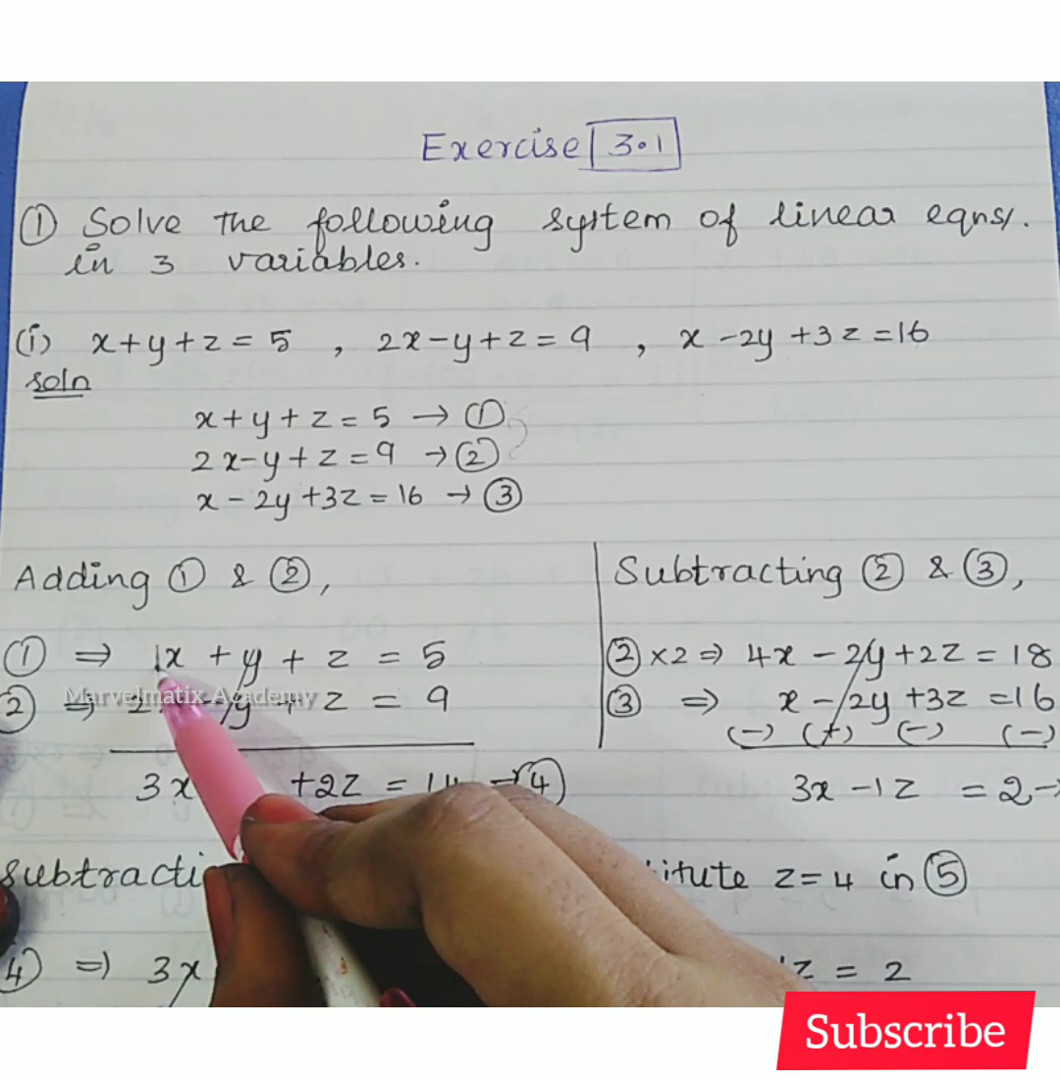 Exercise 3.1
① Solve the following system of linear eqns/.
in 3 variables.
(i) x+y+z=5 , 2x-y+z=9 , x-2y+3z=16
soln
x+y+z=5 → ①
2x-y+z=9 → ②
x-2y+3z=16 → ③
Adding ① & ②,
① ⇒ 1x + y + z = 5
② ⇒ 2x - y + z = 9
Marvelmatix Academy
3x +2z = 14 → ④
Subtracting ② & ③,
②×2 ⇒ 4x - 2y + 2z = 18
③ ⇒ x - 2y + 3z = 16
(-) (+) (-) (-)
3x - 1z = 2 →
z=4 in ⑤
④ ⇒ 3x
z = 2
Subscribe